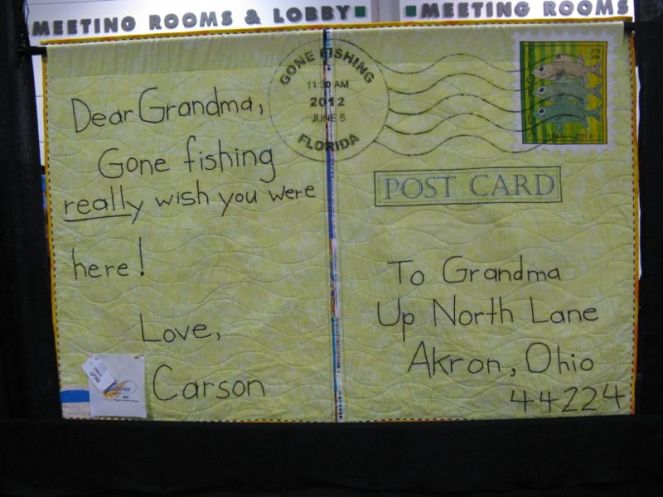 MEETING ROOMS & LOBBY
MEETING ROOMS
GONE FISHING
11:30 AM
2012
JUNE 5
FLORIDA
Dear Grandma,
Gone fishing
really wish you were
here!
Love,
Carson
POST CARD
To Grandma
Up North Lane
Akron, Ohio
44224